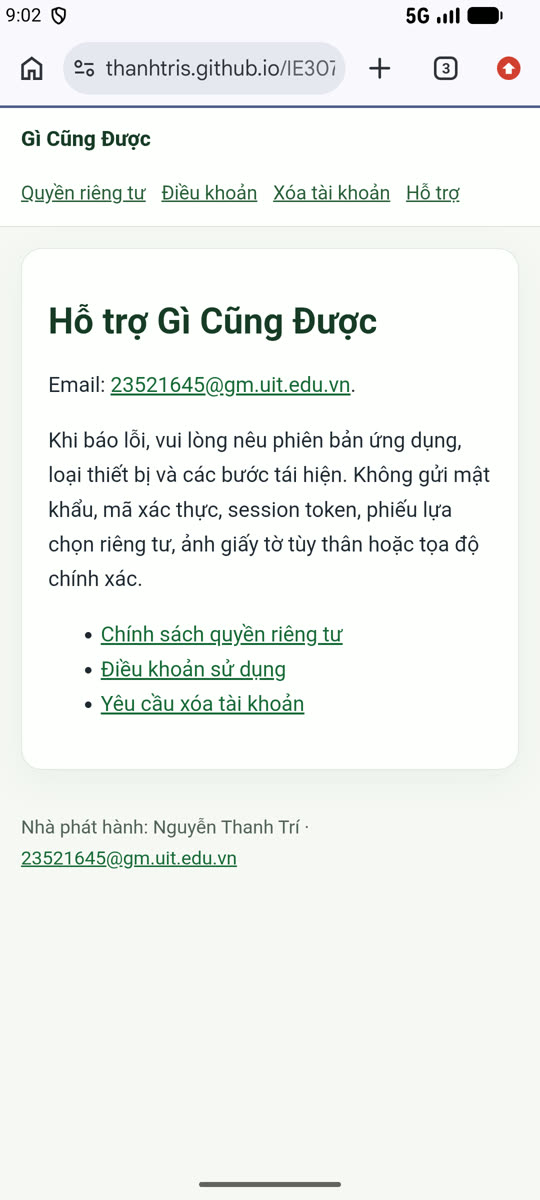 9:02
5G
thanhtris.github.io/IE307
3
Gì Cũng Được
Quyền riêng tư Điều khoản Xóa tài khoản Hỗ trợ
Hỗ trợ Gì Cũng Được
Email: 23521645@gm.uit.edu.vn.
Khi báo lỗi, vui lòng nêu phiên bản ứng dụng,
loại thiết bị và các bước tái hiện. Không gửi mật
khẩu, mã xác thực, session token, phiếu lựa
chọn riêng tư, ảnh giấy tờ tùy thân hoặc tọa độ
chính xác.
• Chính sách quyền riêng tư
• Điều khoản sử dụng
• Yêu cầu xóa tài khoản
Nhà phát hành: Nguyễn Thanh Trí ·
23521645@gm.uit.edu.vn